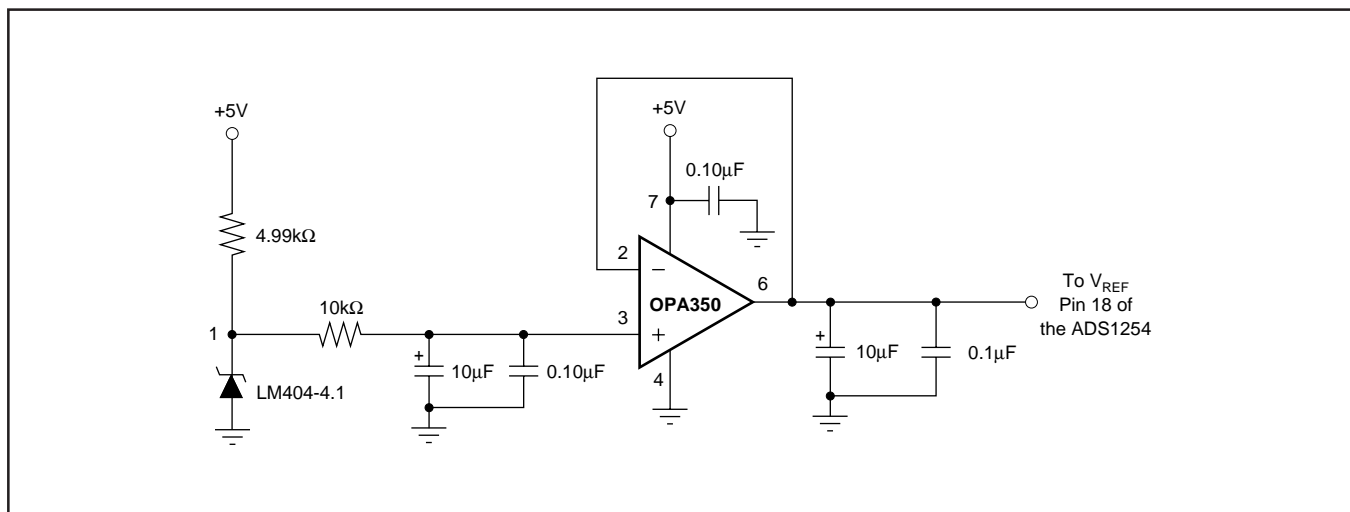 +5V
4.99kΩ
1
10kΩ
LM404-4.1
+
10µF
0.10µF
+5V
7
0.10µF
2
−
OPA350
3
+
4
6
+
10µF
0.1µF
To VREF
Pin 18 of
the ADS1254